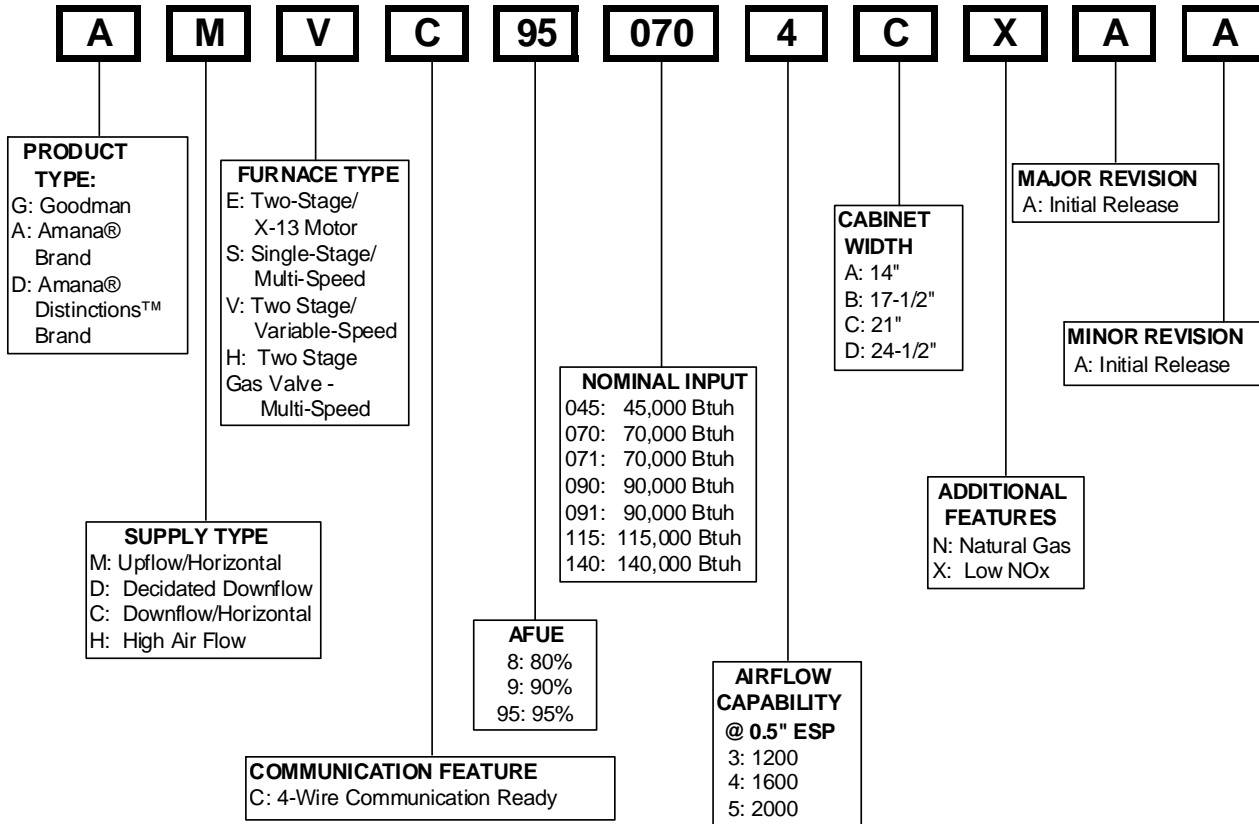 A M V C 95 070 4 C X A A
PRODUCT
TYPE:
G: Goodman
A: Amana®
Brand
D: Amana®
Distinctions™
Brand
SUPPLY TYPE
M: Upflow/Horizontal
D: Decidated Downflow
C: Downflow/Horizontal
H: High Air Flow
FURNACE TYPE
E: Two-Stage/
X-13 Motor
S: Single-Stage/
Multi-Speed
V: Two Stage/
Variable-Speed
H: Two Stage
Gas Valve -
Multi-Speed
COMMUNICATION FEATURE
C: 4-Wire Communication Ready
AFUE
8: 80%
9: 90%
95: 95%
NOMINAL INPUT
045: 45,000 Btuh
070: 70,000 Btuh
071: 70,000 Btuh
090: 90,000 Btuh
091: 90,000 Btuh
115: 115,000 Btuh
140: 140,000 Btuh
AIRFLOW
CAPABILITY
@ 0.5" ESP
3: 1200
4: 1600
5: 2000
CABINET
WIDTH
A: 14"
B: 17-1/2"
C: 21"
D: 24-1/2"
ADDITIONAL
FEATURES
N: Natural Gas
X: Low NOx
MAJOR REVISION
A: Initial Release
MINOR REVISION
A: Initial Release